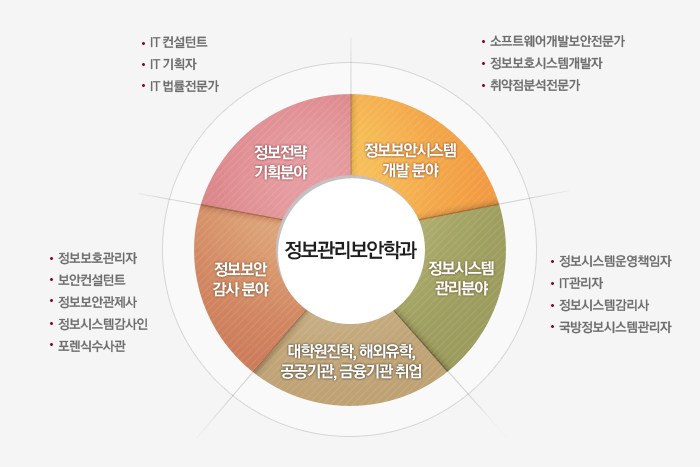 IT 컨설턴트
IT 기획자
IT 법률전문가
소프트웨어개발보안전문가
정보보호시스템개발자
취약점분석전문가
정보전략
기획분야
정보보안시스템
개발 분야
정보관리보안학과
정보보안
감사 분야
정보시스템
관리분야
대학원진학, 해외유학,
공공기관, 금융기관 취업
정보보호관리자
보안컨설턴트
정보보안관제사
정보시스템감사인
포렌식수사관
정보시스템운영책임자
IT관리자
정보시스템감리사
국방정보시스템관리자